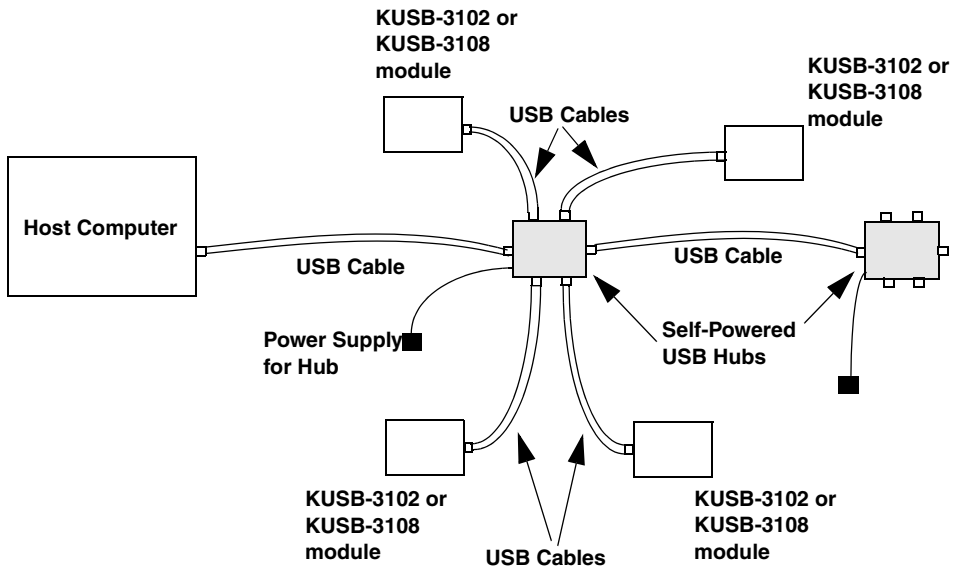 KUSB-3102 or
KUSB-3108
module
KUSB-3102 or
KUSB-3108
module
USB Cables
Host Computer
USB Cable
USB Cable
Power Supply
for Hub
Self-Powered
USB Hubs
KUSB-3102 or
KUSB-3108
module
KUSB-3102 or
KUSB-3108
module
USB Cables